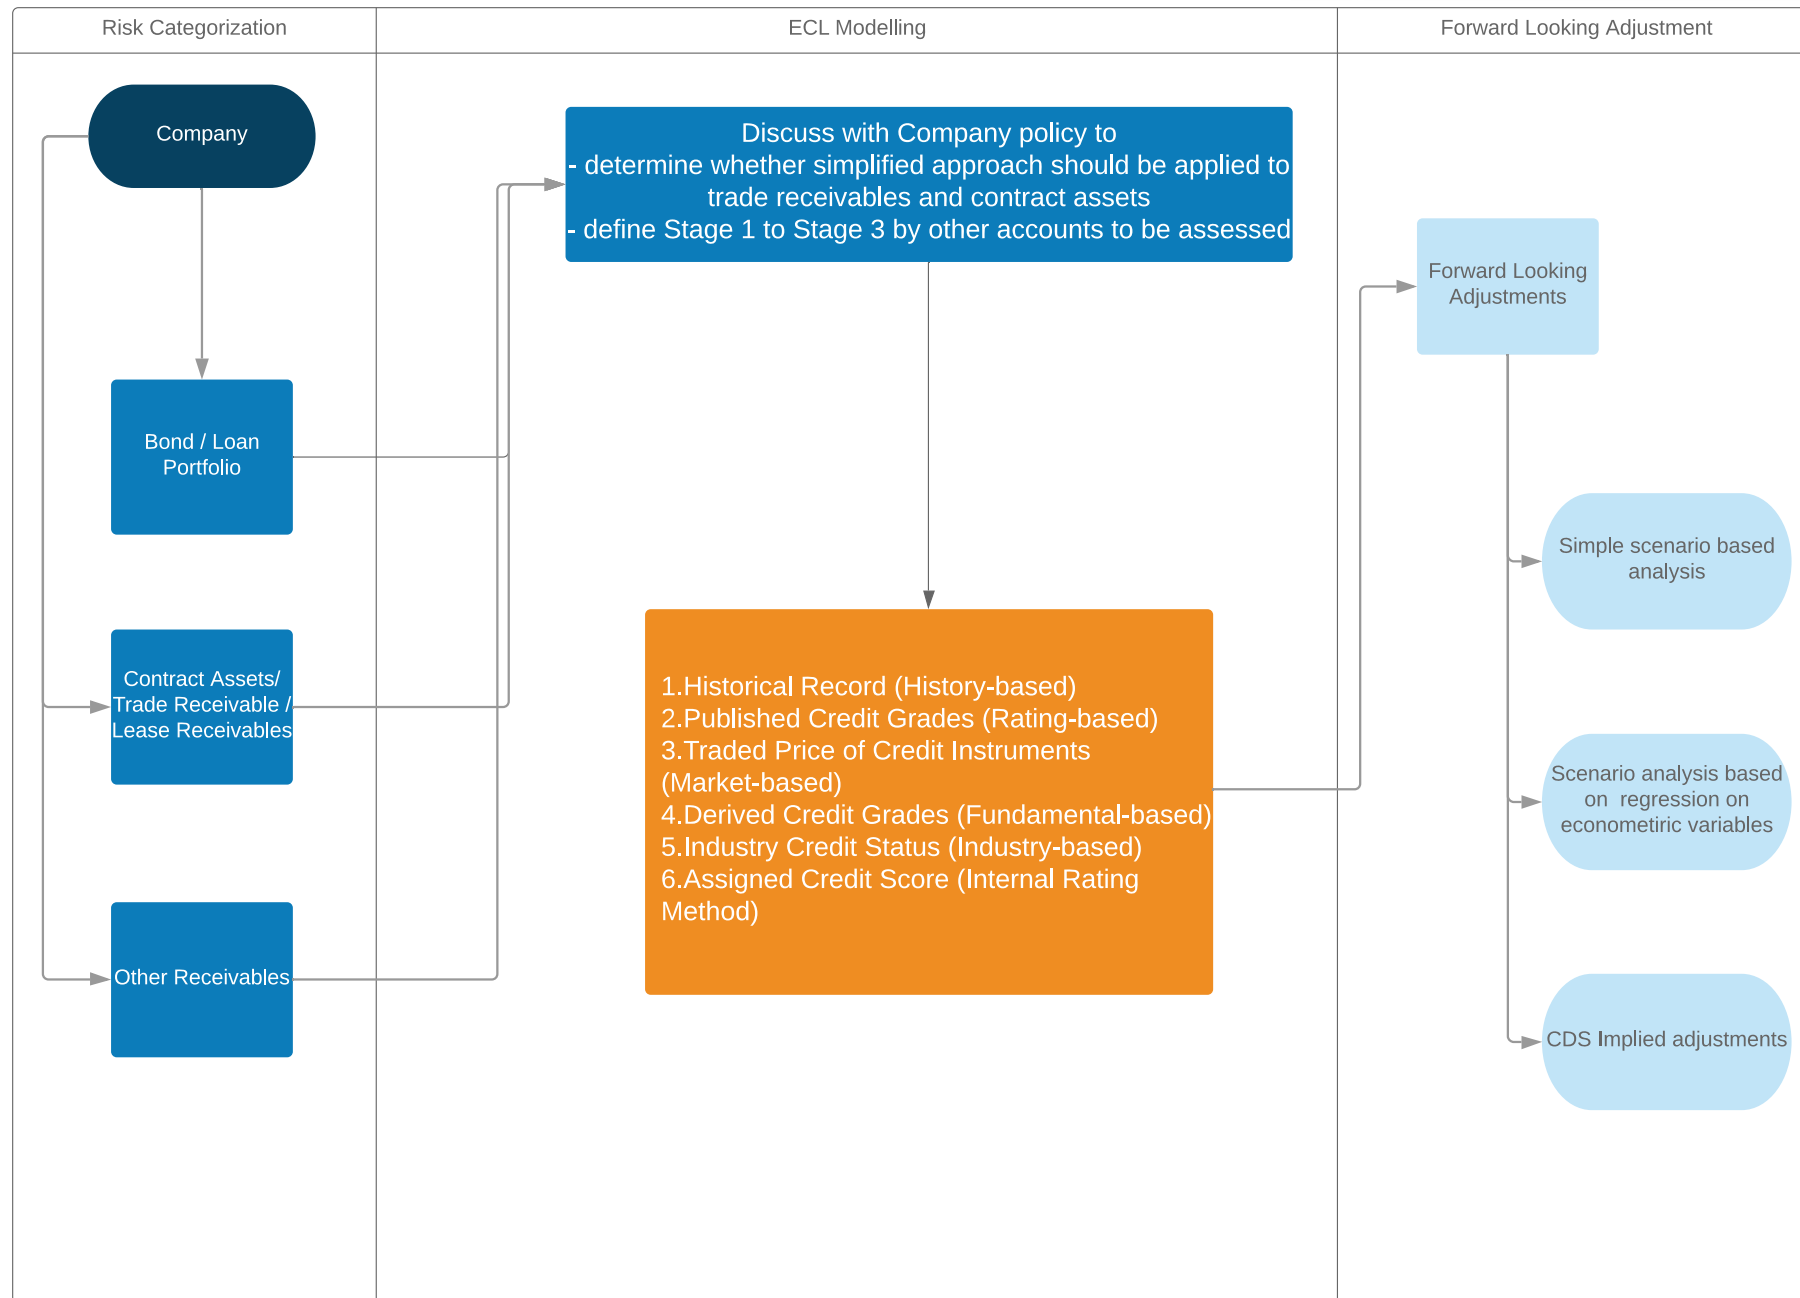 Risk Categorization
ECL Modelling
Forward Looking Adjustment
Company
Bond / Loan
Portfolio
Contract Assets/
Trade Receivable /
Lease Receivables
Other Receivables
Discuss with Company policy to
- determine whether simplified approach should be applied to
trade receivables and contract assets
- define Stage 1 to Stage 3 by other accounts to be assessed
1.Historical Record (History-based)
2.Published Credit Grades (Rating-based)
3.Traded Price of Credit Instruments
(Market-based)
4.Derived Credit Grades (Fundamental-based)
5.Industry Credit Status (Industry-based)
6.Assigned Credit Score (Internal Rating
Method)
Forward Looking
Adjustments
Simple scenario based
analysis
Scenario analysis based
on  regression on
econometiric variables
CDS Implied adjustments